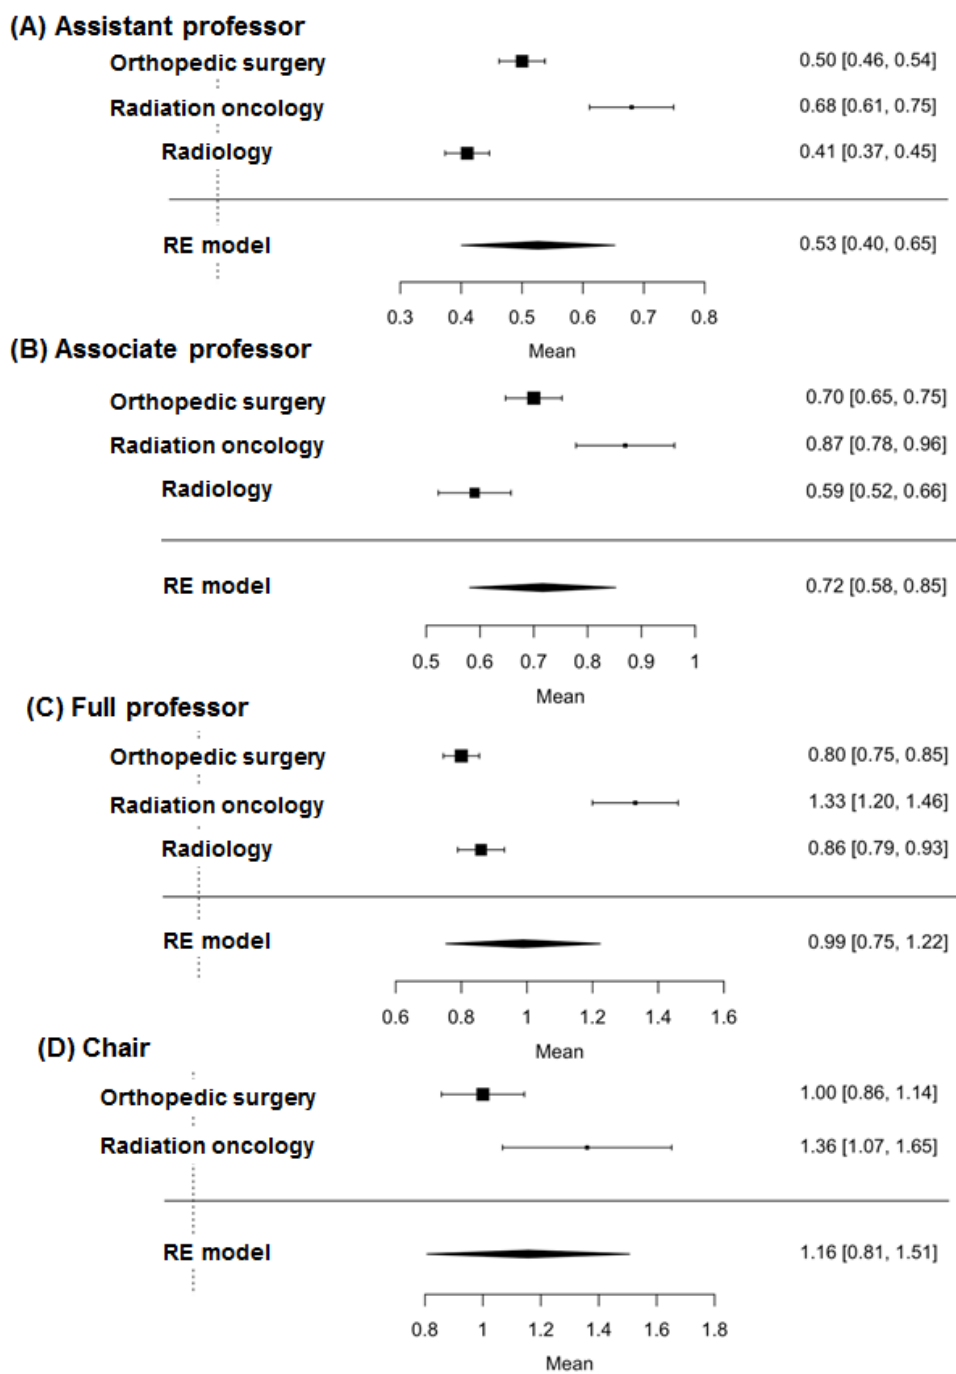 (A) Assistant professor
Orthopedic surgery 0.50 [0.46, 0.54]
Radiation oncology 0.68 [0.61, 0.75]
Radiology 0.41 [0.37, 0.45]
RE model 0.53 [0.40, 0.65]
0.3 0.4 0.5 0.6 0.7 0.8
Mean
(B) Associate professor
Orthopedic surgery 0.70 [0.65, 0.75]
Radiation oncology 0.87 [0.78, 0.96]
Radiology 0.59 [0.52, 0.66]
RE model 0.72 [0.58, 0.85]
0.5 0.6 0.7 0.8 0.9 1
Mean
(C) Full professor
Orthopedic surgery 0.80 [0.75, 0.85]
Radiation oncology 1.33 [1.20, 1.46]
Radiology 0.86 [0.79, 0.93]
RE model 0.99 [0.75, 1.22]
0.6 0.8 1 1.2 1.4 1.6
Mean
(D) Chair
Orthopedic surgery 1.00 [0.86, 1.14]
Radiation oncology 1.36 [1.07, 1.65]
RE model 1.16 [0.81, 1.51]
0.8 1 1.2 1.4 1.6 1.8
Mean